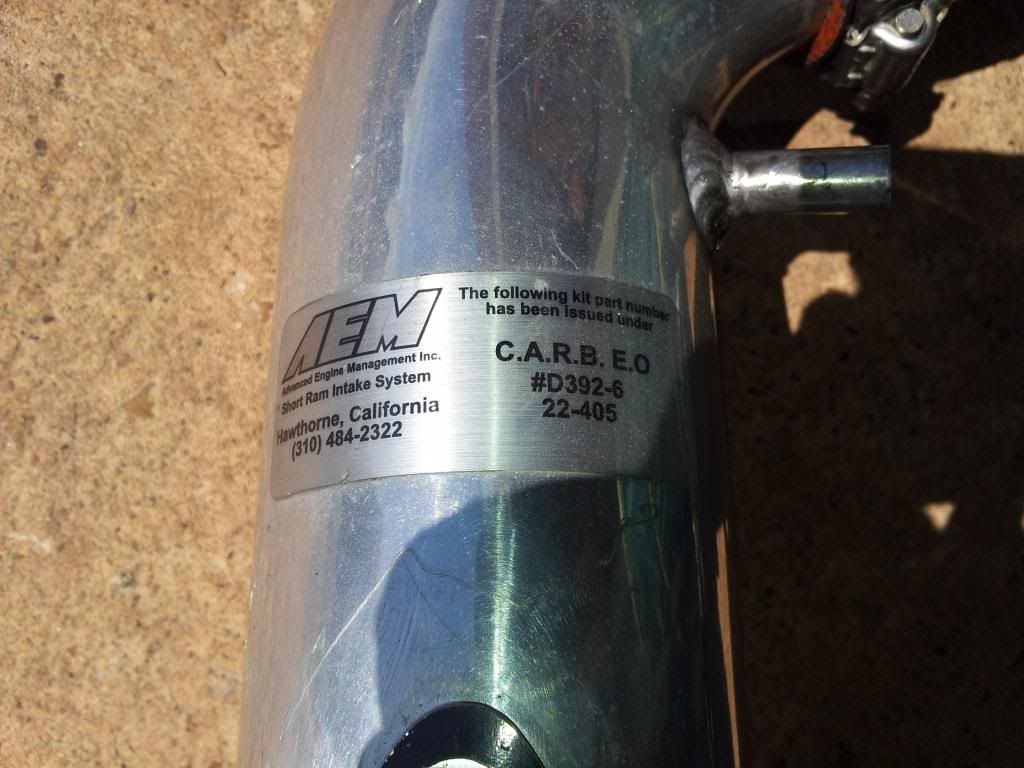 AEM
Advanced Engine Management Inc.
Short Ram Intake System
Hawthorne, California
(310) 484-2322
The following kit part number
has been issued under
C.A.R.B. E.O
#D392-6
22-405